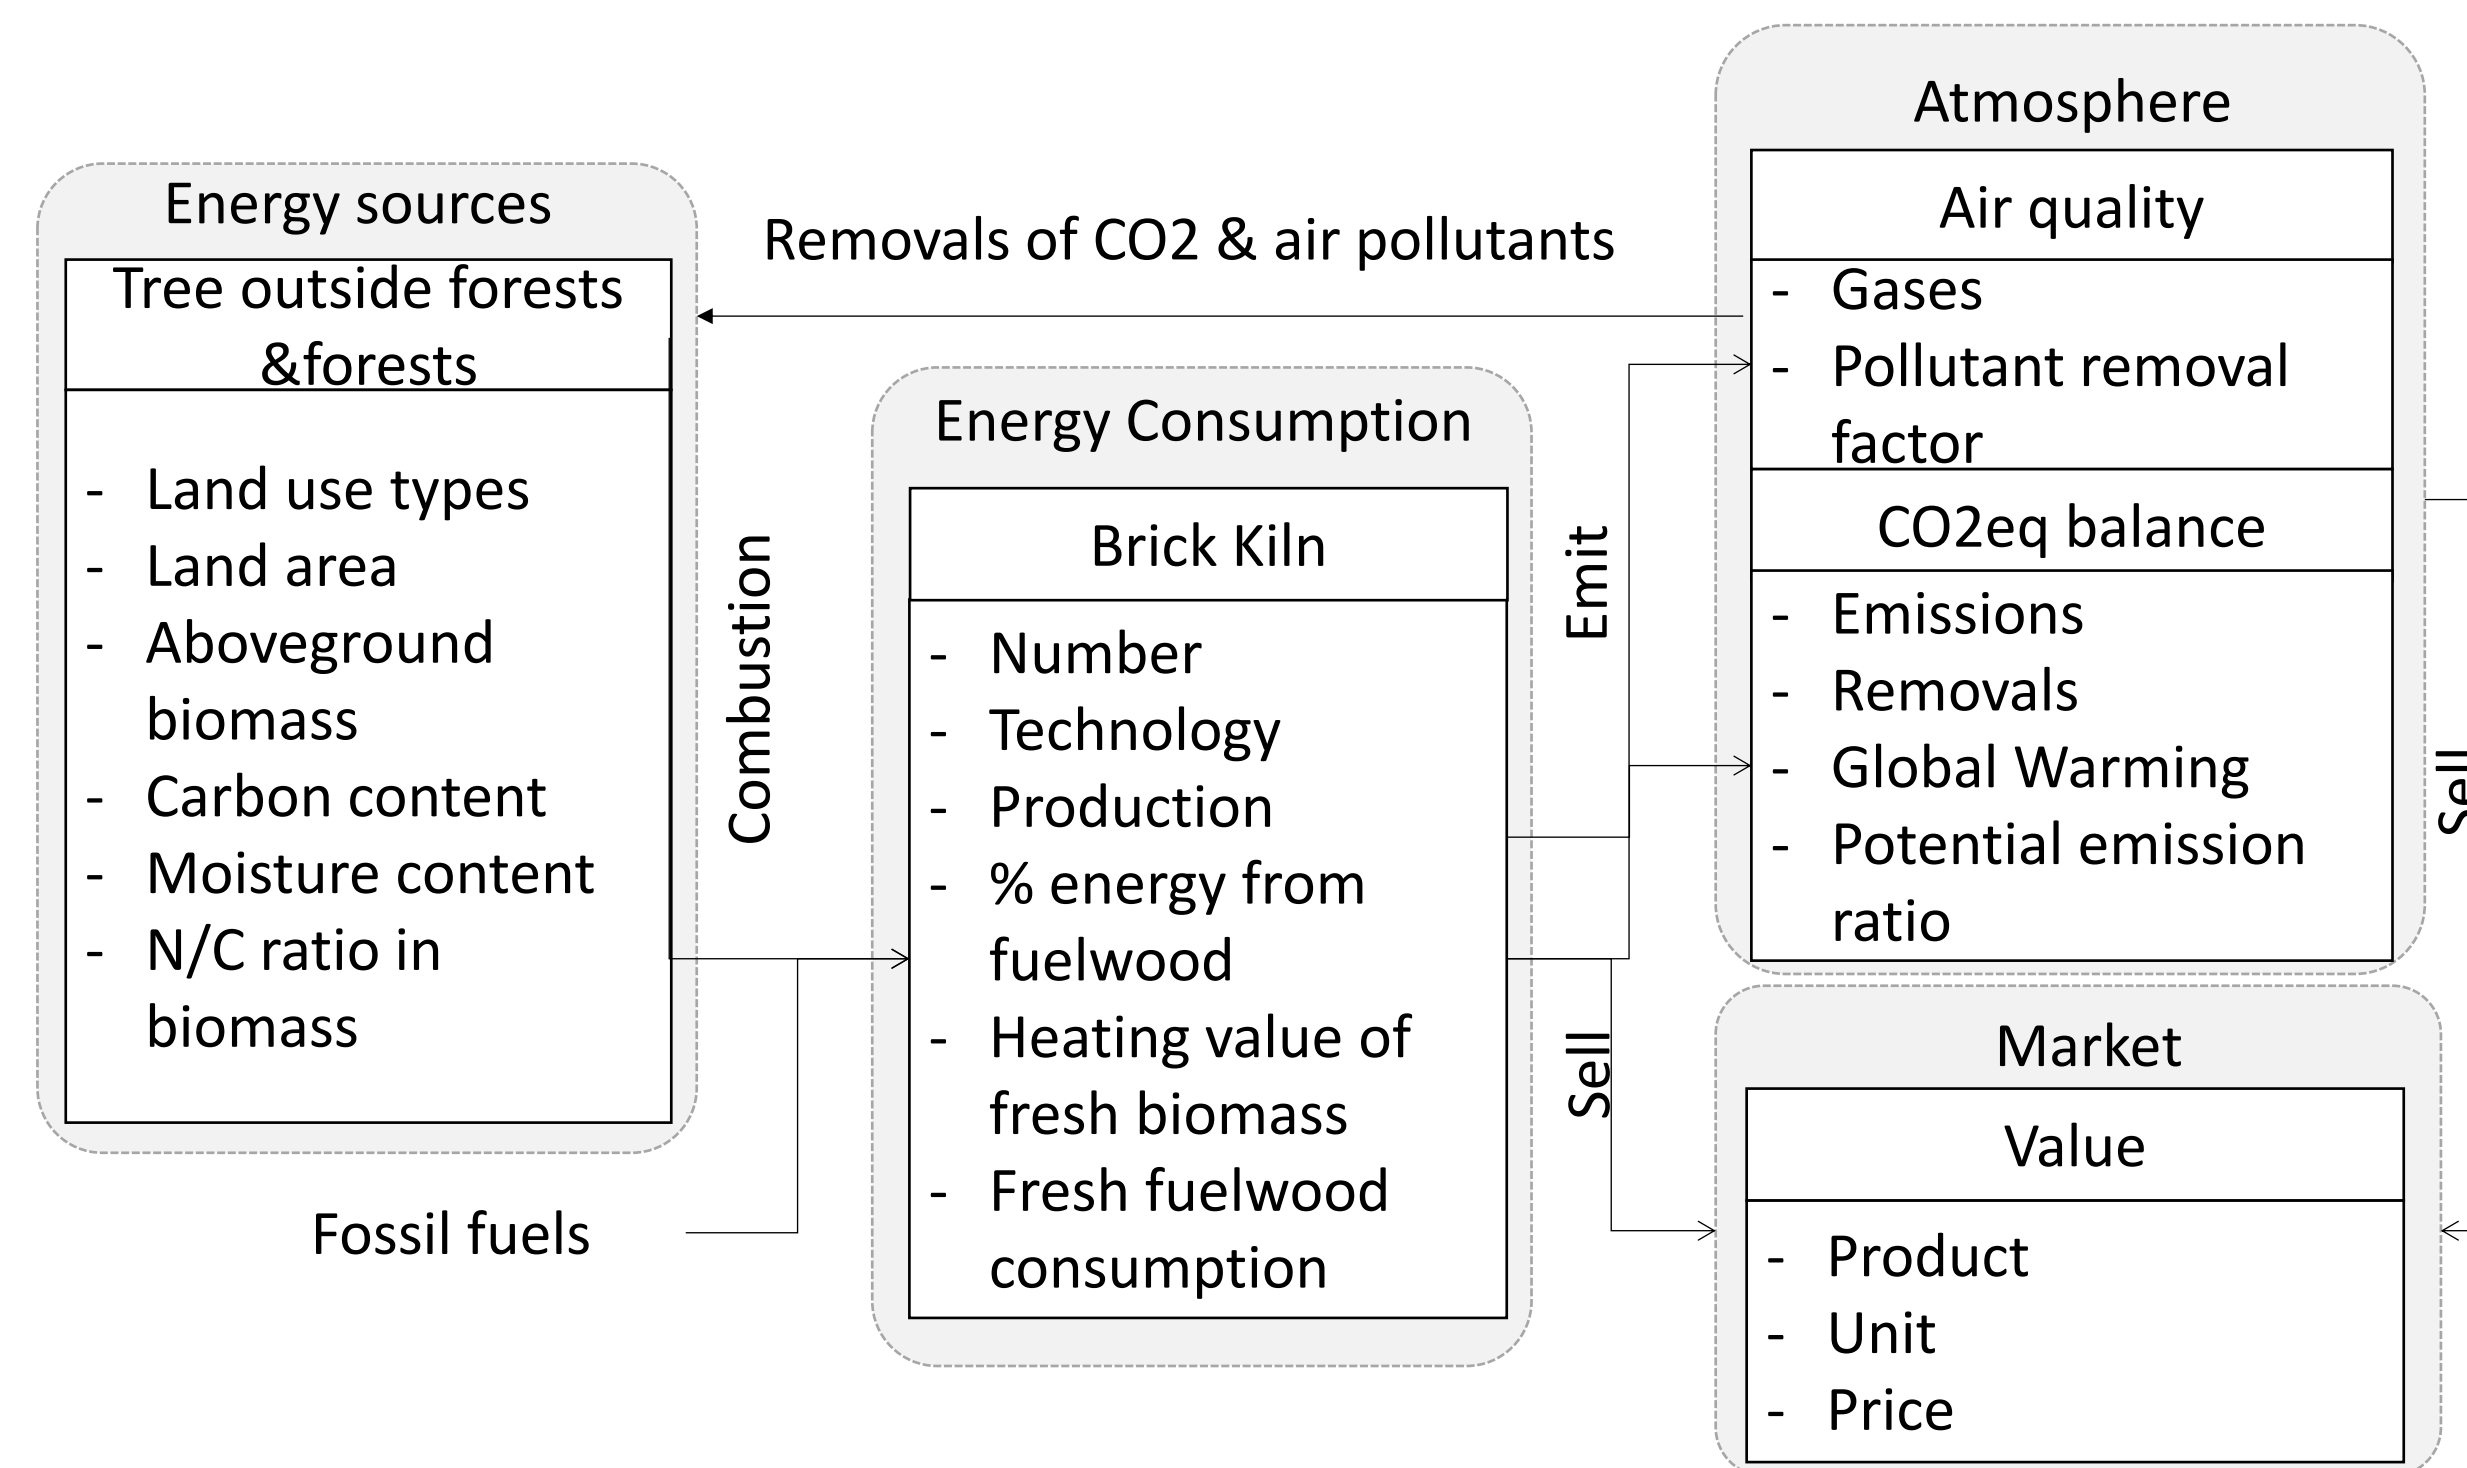 Energy sources
Tree outside forests
&forests
- Land use types
- Land area
- Aboveground
biomass
- Carbon content
- Moisture content
- N/C ratio in
biomass
Fossil fuels
Removals of CO2 & air pollutants
Combustion
Energy Consumption
Brick Kiln
- Number
- Technology
- Production
- % energy from
fuelwood
- Heating value of
fresh biomass
- Fresh fuelwood
consumption
Emit
Sell
Atmosphere
Air quality
- Gases
- Pollutant removal
factor
CO2eq balance
- Emissions
- Removals
- Global Warming
- Potential emission
ratio
Sell
Market
Value
- Product
- Unit
- Price